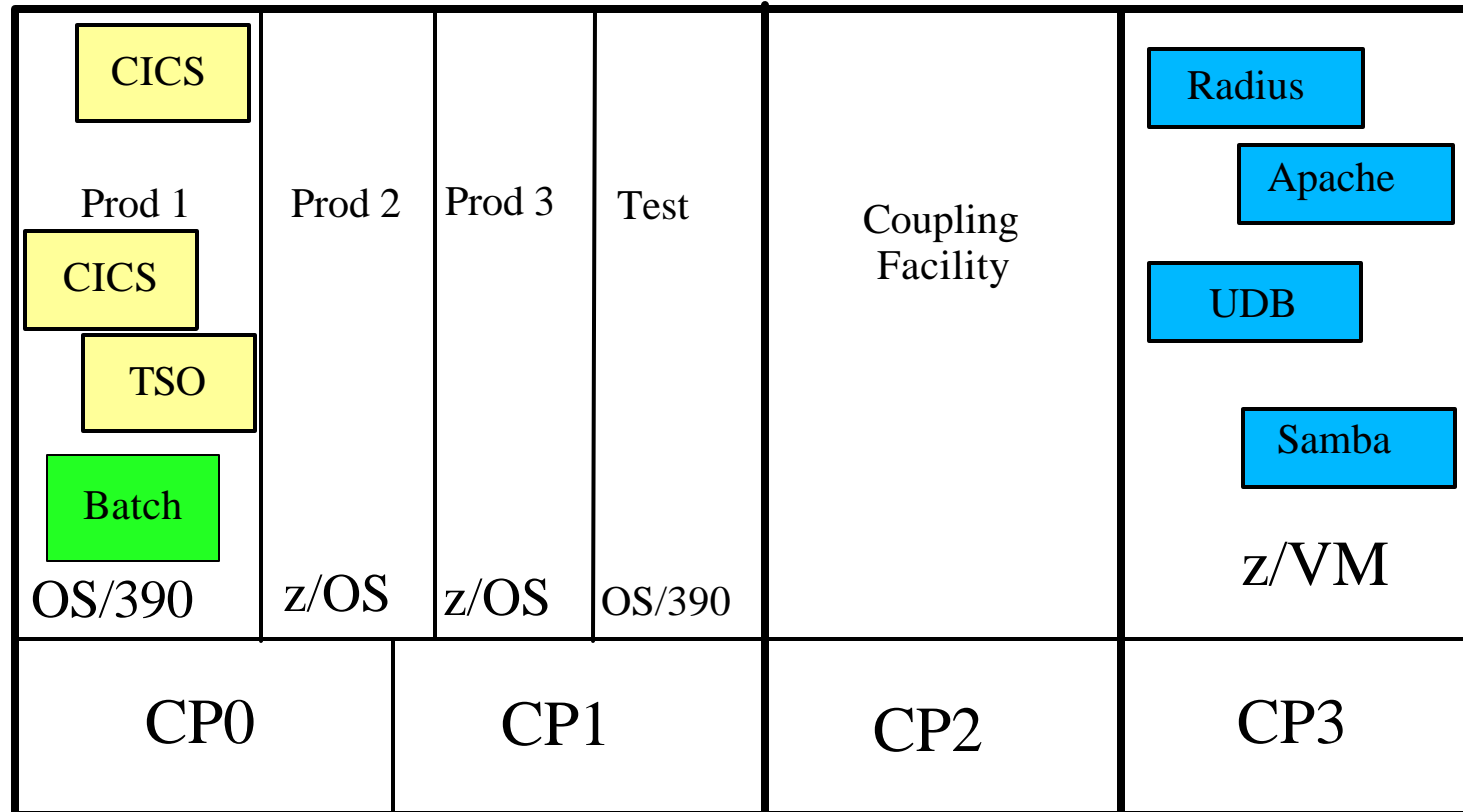 CICS
Prod 1
CICS
TSO
Batch
OS/390
Prod 2
z/OS
Prod 3
z/OS
Test
OS/390
Coupling
Facility
Radius
Apache
UDB
Samba
z/VM
CP0
CP1
CP2
CP3